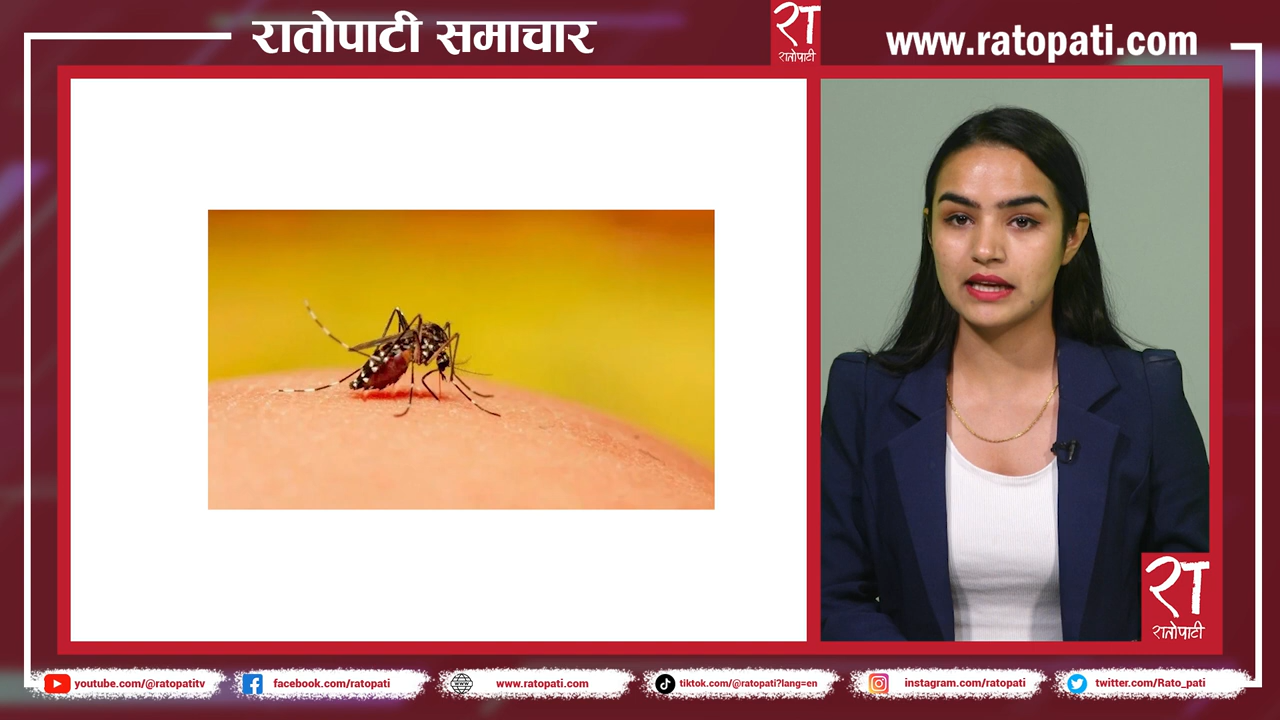 रातोपाटी समाचार
रा
रातोपाटी
www.ratopati.com
रा
रातोपाटी
youtube.com/@ratopatitv
facebook.com/ratopati
www.ratopati.com
tiktok.com/@ratopati?lang=en
instagram.com/ratopati
twitter.com/Rato_pati